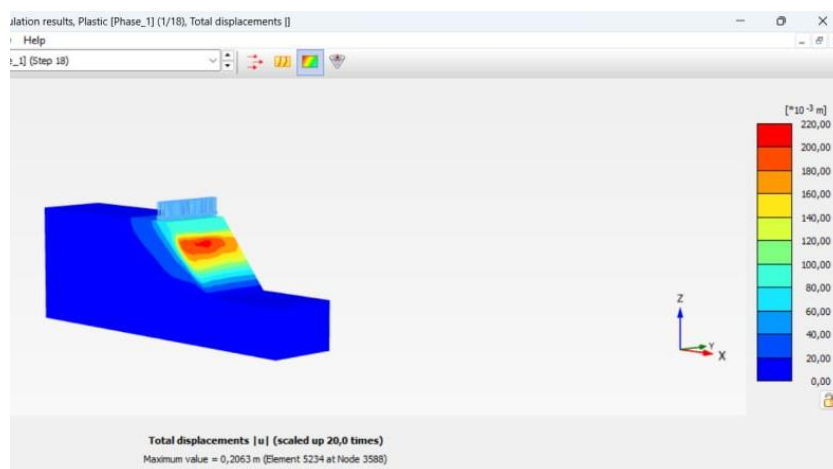 ulation results, Plastic [Phase_1] (1/18), Total displacements |]
Help
e_1] (Step 18)
[*10⁻³ m]
220,00
200,00
180,00
160,00
140,00
120,00
100,00
80,00
60,00
40,00
20,00
0,00
Z
Y
X
Total displacements |u| (scaled up 20,0 times)
Maximum value = 0,2063 m (Element 5234 at Node 3588)